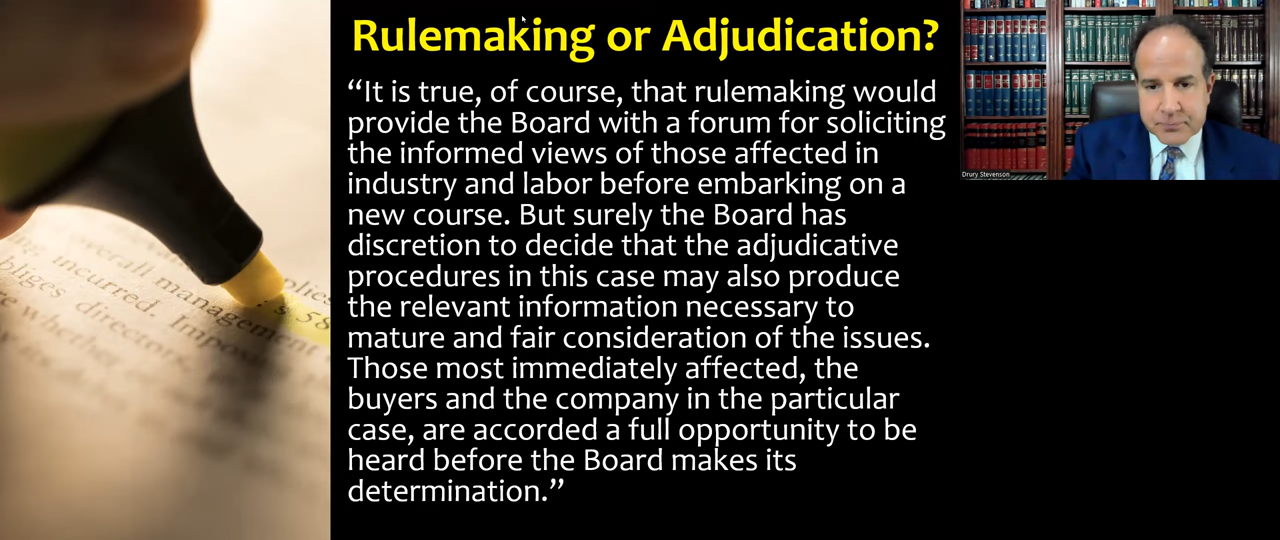 Rulemaking or Adjudication?
“It is true, of course, that rulemaking would
provide the Board with a forum for soliciting
the informed views of those affected in
industry and labor before embarking on a
new course. But surely the Board has
discretion to decide that the adjudicative
procedures in this case may also produce
the relevant information necessary to
mature and fair consideration of the issues.
Those most immediately affected, the
buyers and the company in the particular
case, are accorded a full opportunity to be
heard before the Board makes its
determination.”
Drury Stevenson
overall management
incurred.
directors,